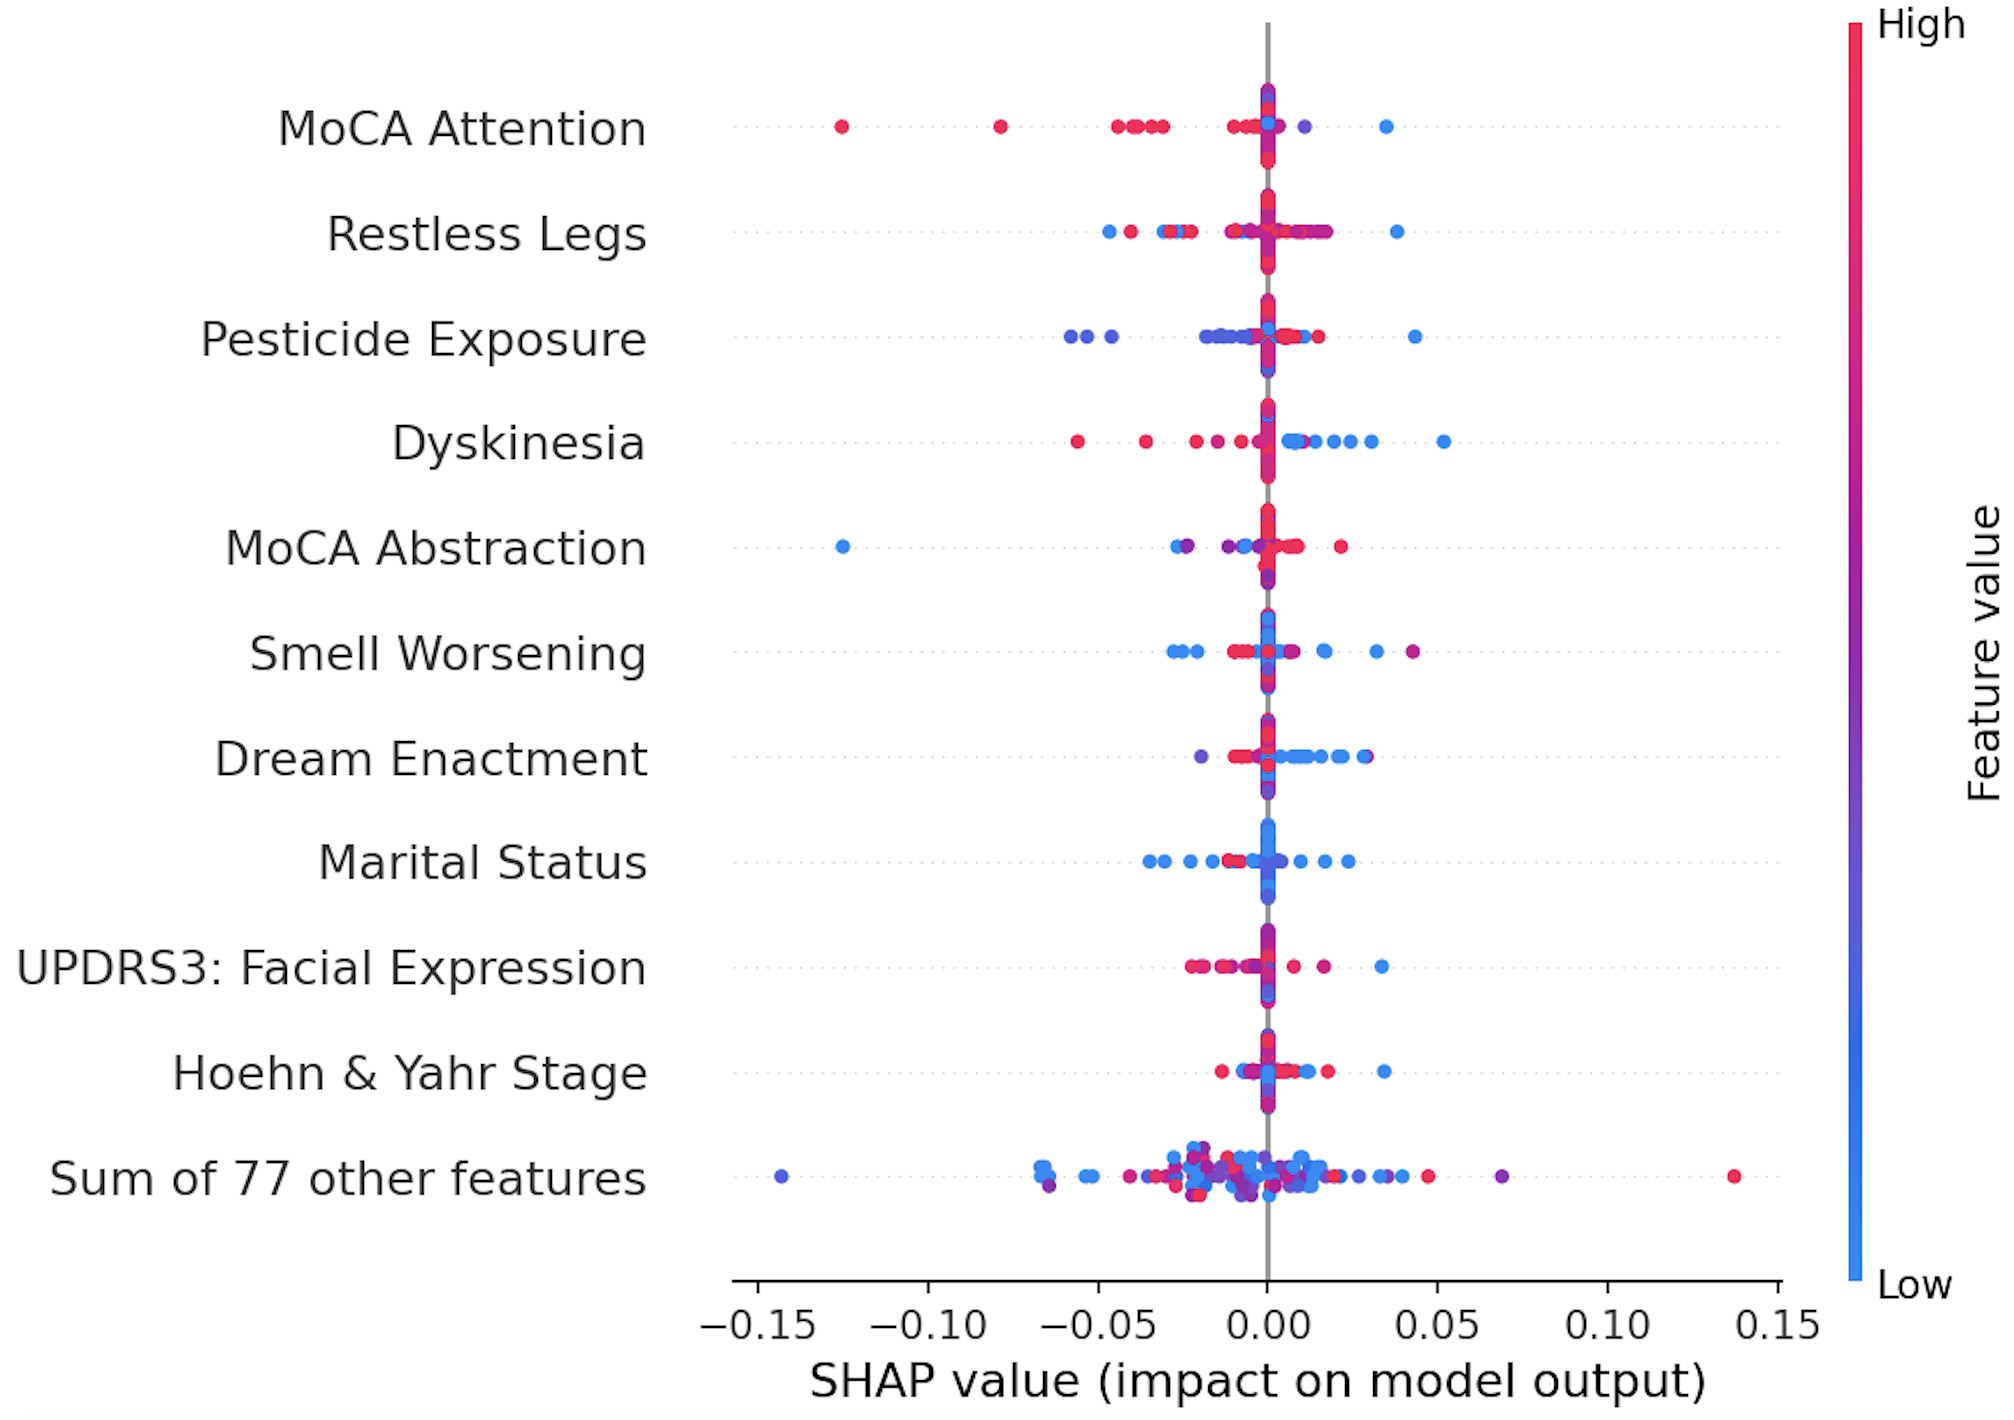 High
MoCA Attention
Restless Legs
Pesticide Exposure
Dyskinesia
MoCA Abstraction
Smell Worsening
Dream Enactment
Marital Status
UPDRS3: Facial Expression
Hoehn & Yahr Stage
Sum of 77 other features
Feature value
Low
−0.15 −0.10 −0.05 0.00 0.05 0.10 0.15
SHAP value (impact on model output)